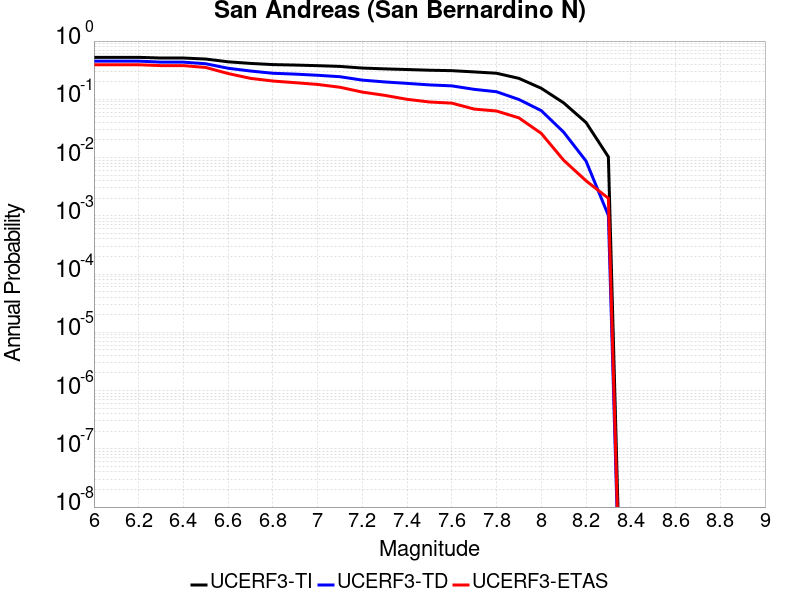 San Andreas (San Bernardino N)
10^0
10^-1
10^-2
10^-3
10^-4
10^-5
10^-6
10^-7
10^-8
Annual Probability
6 6.2 6.4 6.6 6.8 7 7.2 7.4 7.6 7.8 8 8.2 8.4 8.6 8.8 9
Magnitude
UCERF3-TI UCERF3-TD UCERF3-ETAS